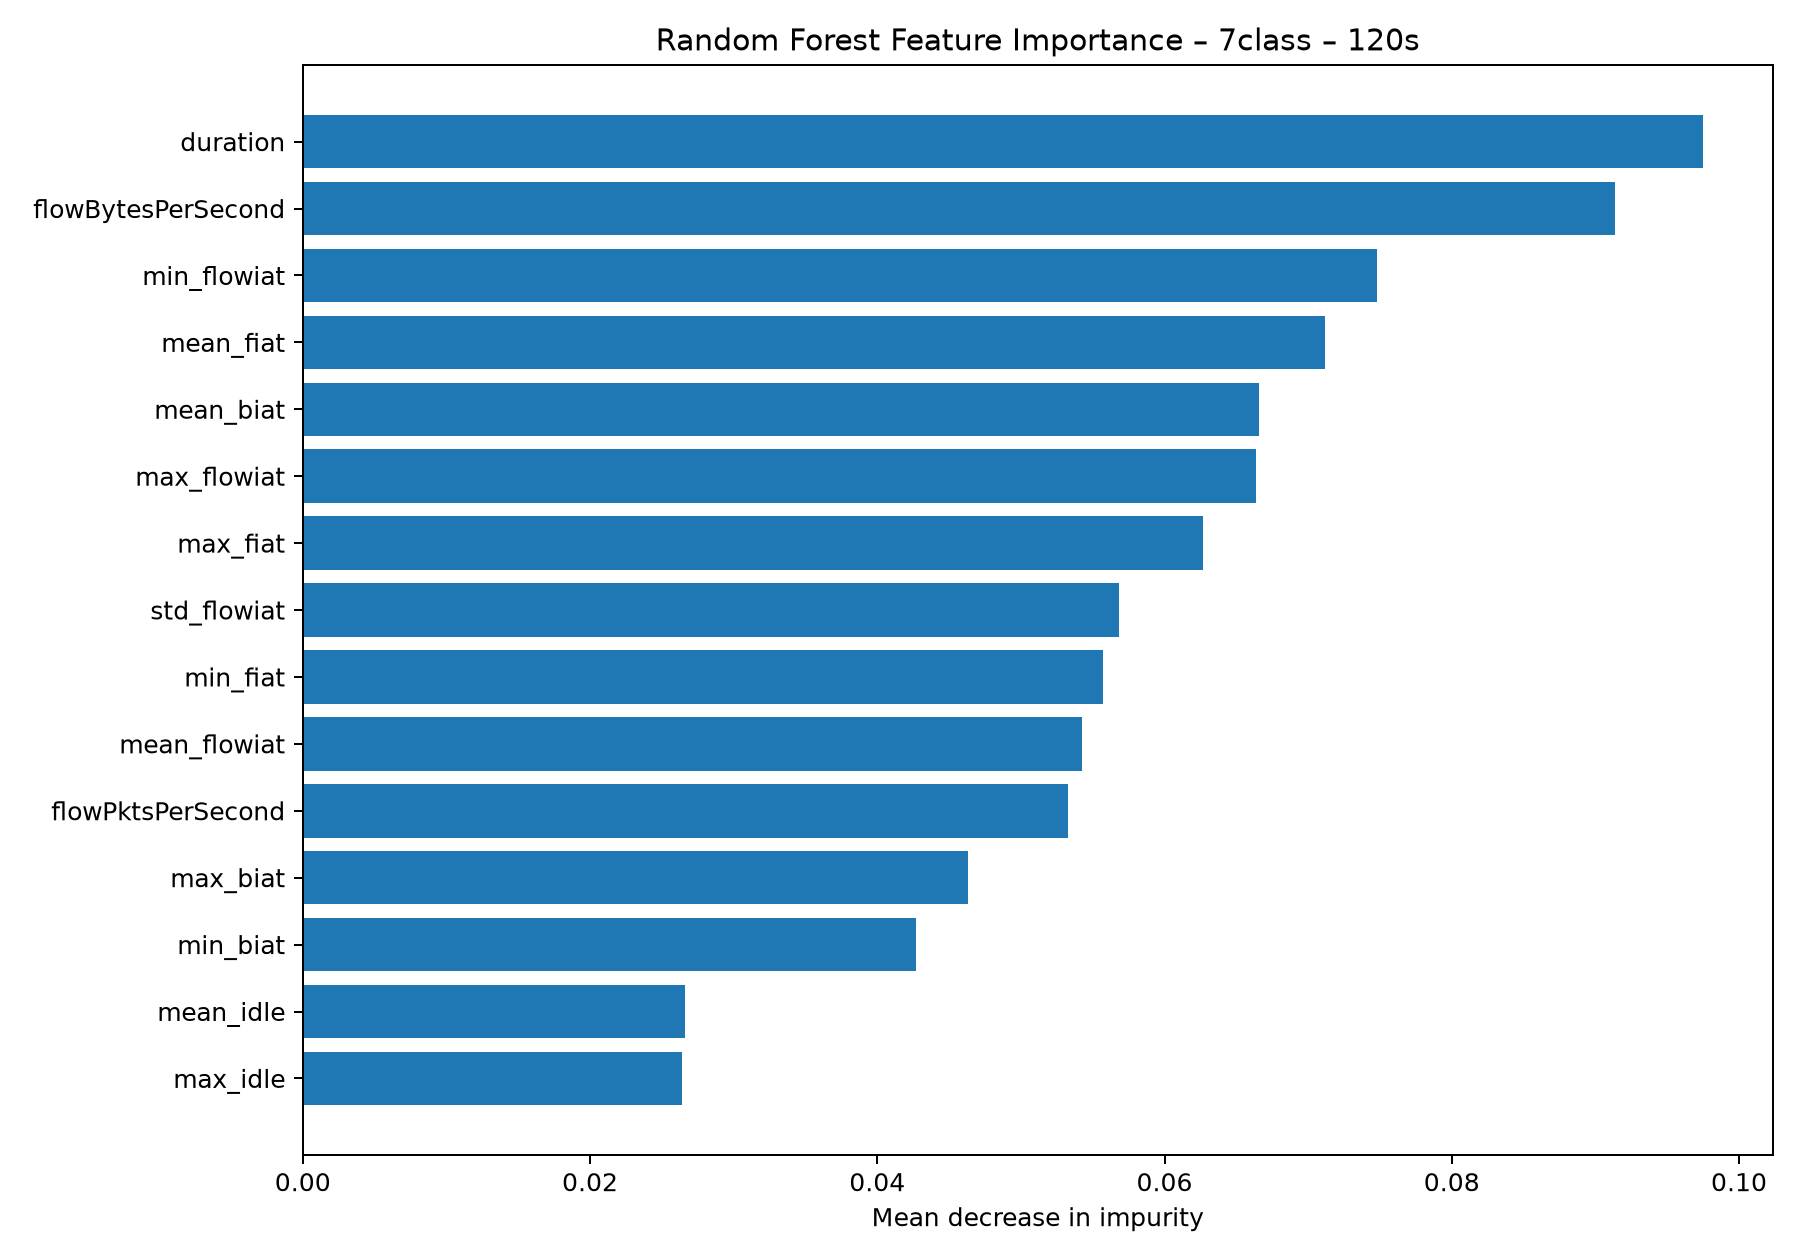 Random Forest Feature Importance – 7class – 120s
duration
flowBytesPerSecond
min_flowiat
mean_fiat
mean_biat
max_flowiat
max_fiat
std_flowiat
min_fiat
mean_flowiat
flowPktsPerSecond
max_biat
min_biat
mean_idle
max_idle
0.00 0.02 0.04 0.06 0.08 0.10
Mean decrease in impurity